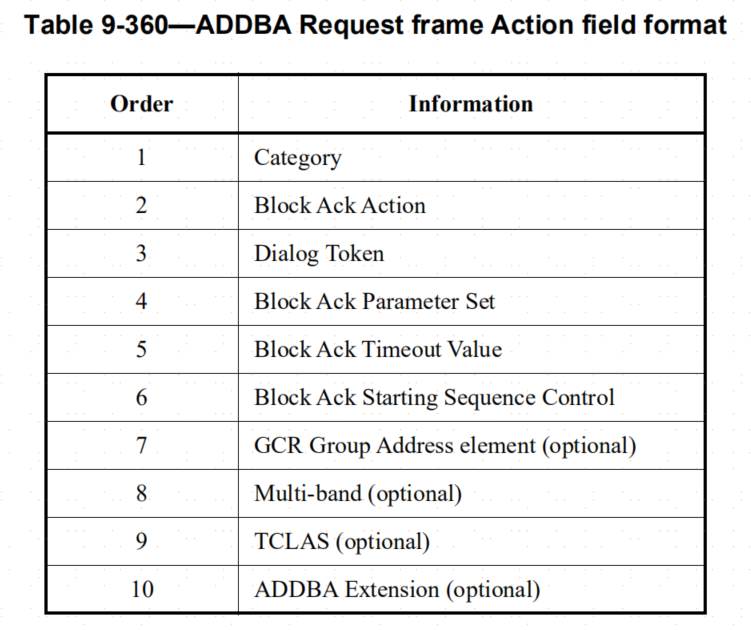 Table 9-360—ADDBA Request frame Action field format
Order Information
1 Category
2 Block Ack Action
3 Dialog Token
4 Block Ack Parameter Set
5 Block Ack Timeout Value
6 Block Ack Starting Sequence Control
7 GCR Group Address element (optional)
8 Multi-band (optional)
9 TCLAS (optional)
10 ADDBA Extension (optional)